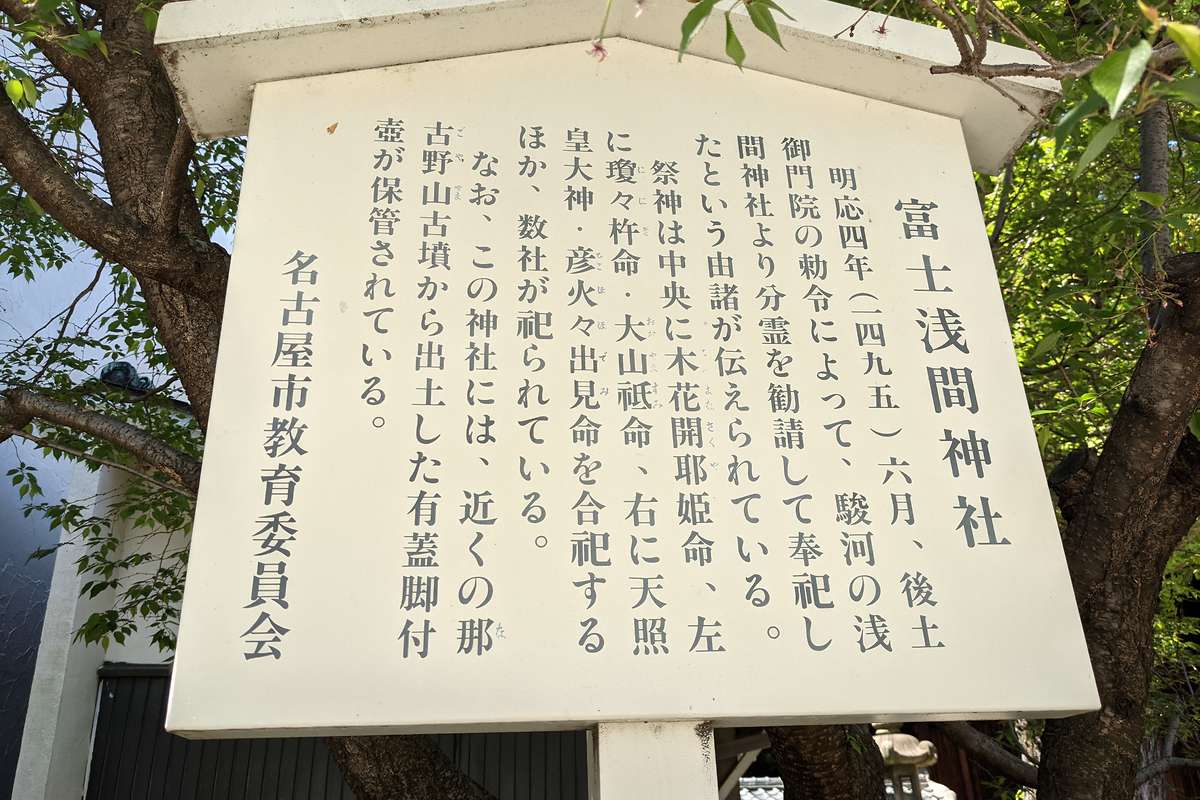 富士浅間神社
明応四年(一四九五)六月、後土
御門院の勅令によって、駿河の浅
間神社より分霊を勧請して奉祀し
たという由諸が伝えられている。
祭神は中央に木花開耶姫命、左
に瓊々杵命・大山祗命、右に天照
皇大神・彦火々出見命を合祀する
ほか、数社が祀られている。
なお、この神社には、近くの那
古野山古墳から出土した有蓋脚付
壺が保管されている。
名古屋市教育委員会